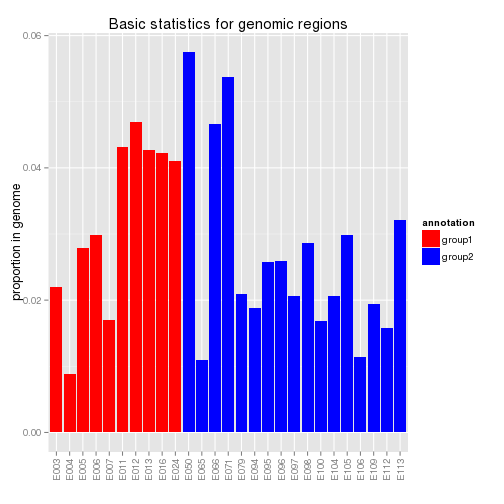 Basic statistics for genomic regions
proportion in genome
0.06
0.04
0.02
0.00
E003
E004
E005
E006
E007
E011
E012
E013
E016
E024
E050
E065
E066
E071
E079
E094
E095
E096
E097
E098
E100
E104
E105
E106
E109
E112
E113
annotation
group1
group2